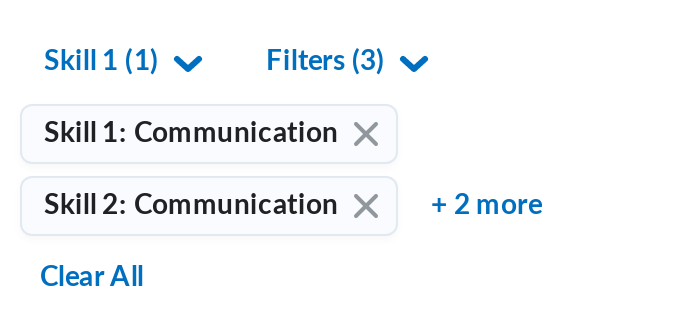 Skill 1 (1) Filters (3)
Skill 1: Communication
Skill 2: Communication + 2 more
Clear All